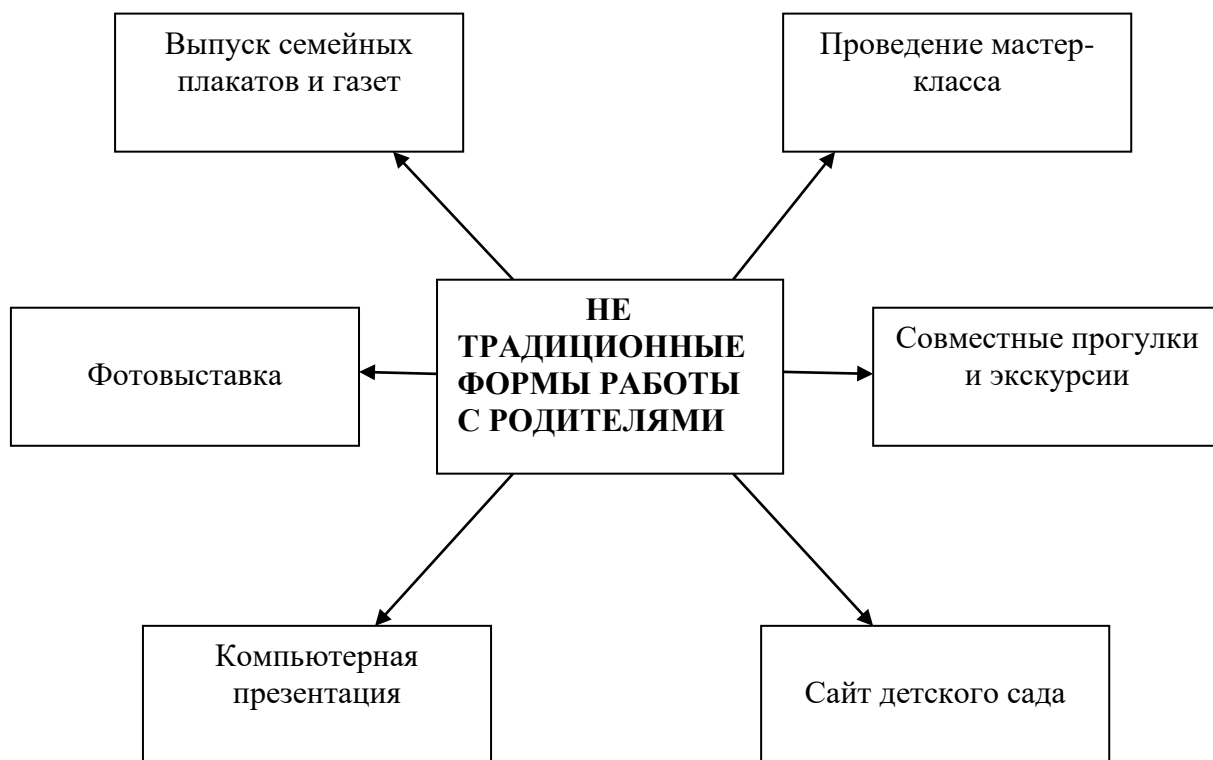 Выпуск семейных
плакатов и газет
Проведение мастер-
класса
НЕ
ТРАДИЦИОННЫЕ
ФОРМЫ РАБОТЫ
С РОДИТЕЛЯМИ
Фотовыставка
Совместные прогулки
и экскурсии
Компьютерная
презентация
Сайт детского сада